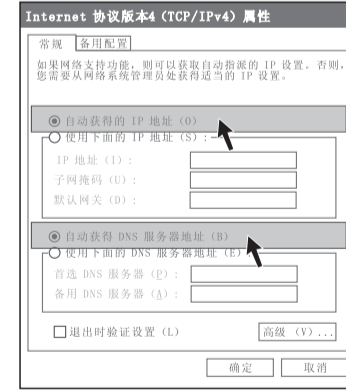 Internet 协议版本4（TCP/IPv4）属性
常规 备用配置
如果网络支持功能，则可以获取自动指派的 IP 设置。否则，
您需要从网络系统管理员处获得适当的 IP 设置。
自动获得的 IP 地址（O）
使用下面的 IP 地址（S）:
IP 地址（I）:
子网掩码（U）:
默认网关（D）:
自动获得 DNS 服务器地址（B）
使用下面的 DNS 服务器地址（E）
首选 DNS 服务器（P）:
备用 DNS 服务器（A）:
退出时验证设置（L）
高级 （V）...
确定 取消